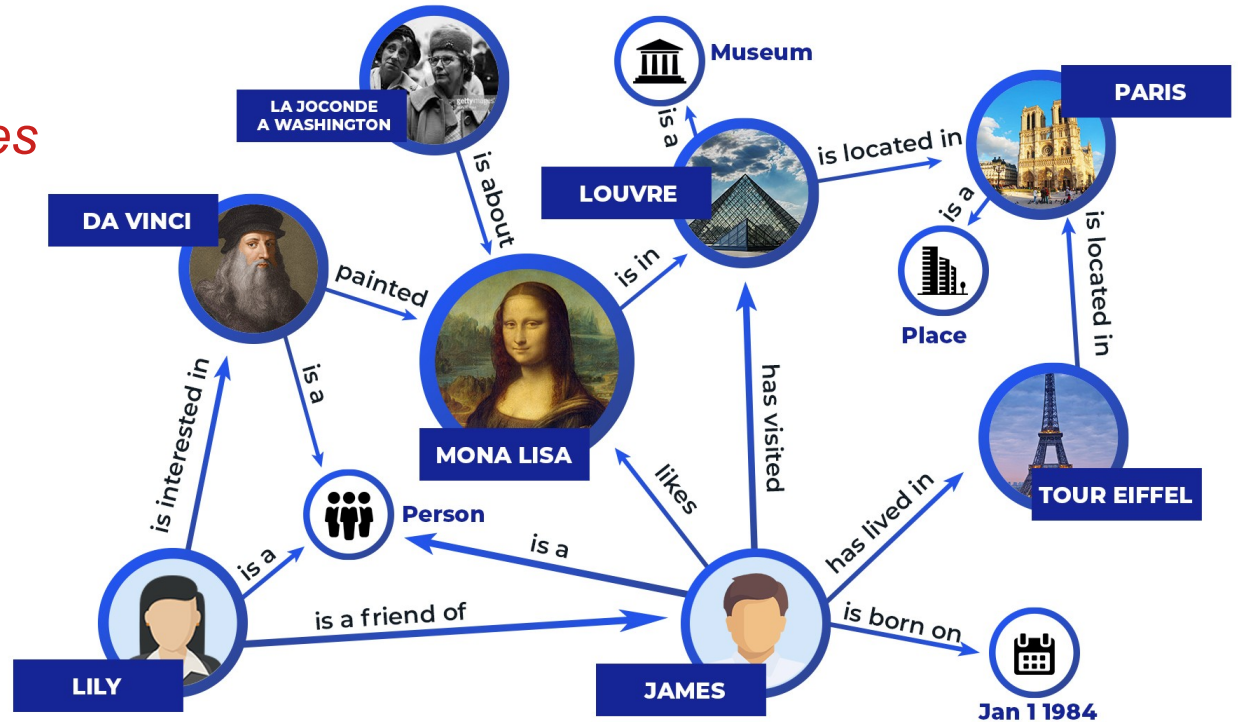 es
LA JOCONDE
A WASHINGTON
Museum
PARIS
is a
is located in
DA VINCI
LOUVRE
is about
is a
is located in
painted
is in
Place
is interested in
is a
has visited
MONA LISA
likes
has lived in
TOUR EIFFEL
Person
is a
is a
is a friend of
is born on
LILY
JAMES
Jan 1 1984